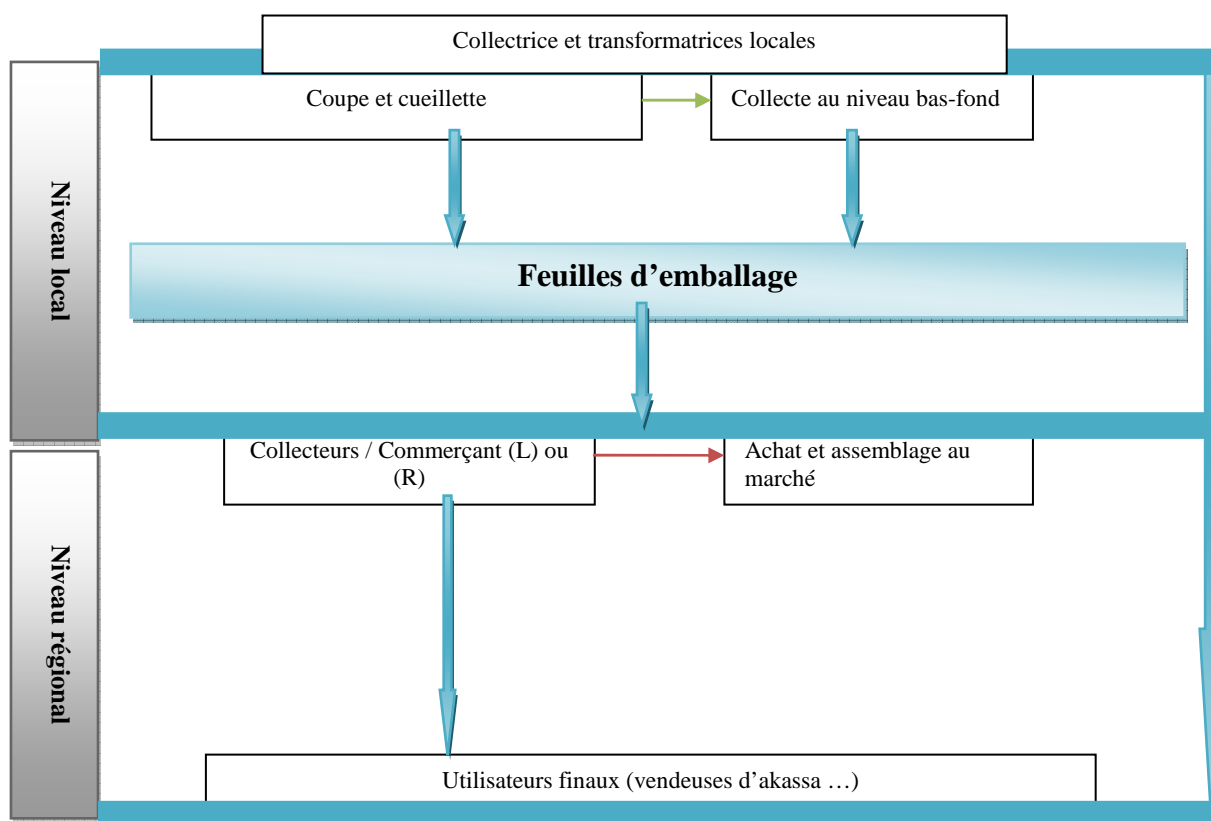 Collectrice et transformatrices locales
Coupe et cueillette
Collecte au niveau bas-fond
Niveau local
Feuilles d’emballage
Collecteurs / Commerçant (L) ou
(R)
Achat et assemblage au
marché
Niveau régional
Utilisateurs finaux (vendeuses d’akassa …)